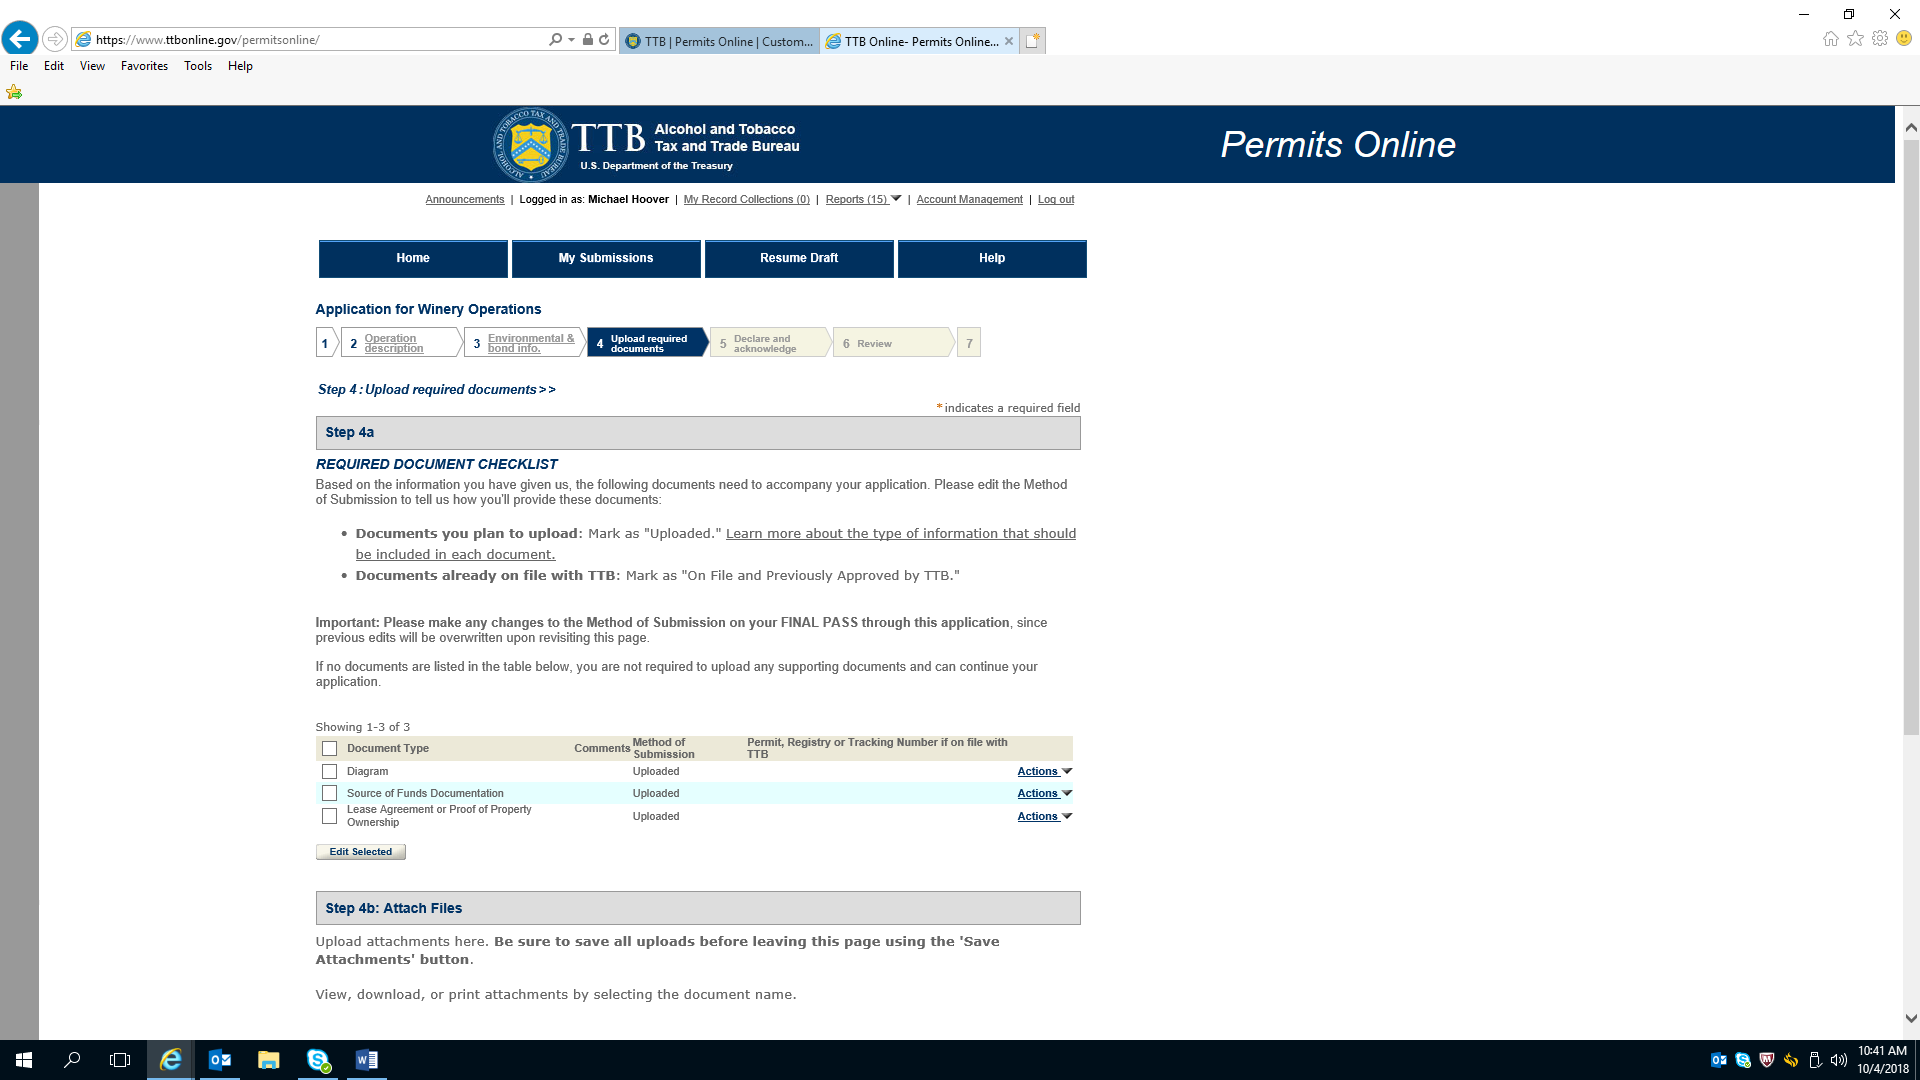 https://www.ttbonline.gov/permitsonline/
TTB | Permits Online | Custom...
TTB Online- Permits Online...
File Edit View Favorites Tools Help
TTB Alcohol and Tobacco
Tax and Trade Bureau
U.S. Department of the Treasury
Permits Online
Announcements | Logged in as: Michael Hoover | My Record Collections (0) | Reports (15) | Account Management | Log out
Home My Submissions Resume Draft Help
Application for Winery Operations
1
2 Operation description
3 Environmental & bond info.
4 Upload required documents
5 Declare and acknowledge
6 Review
7
Step 4: Upload required documents>>
*indicates a required field
Step 4a
REQUIRED DOCUMENT CHECKLIST
Based on the information you have given us, the following documents need to accompany your application. Please edit the Method
of Submission to tell us how you'll provide these documents:
• Documents you plan to upload: Mark as "Uploaded." Learn more about the type of information that should
be included in each document.
• Documents already on file with TTB: Mark as "On File and Previously Approved by TTB."
Important: Please make any changes to the Method of Submission on your FINAL PASS through this application, since
previous edits will be overwritten upon revisiting this page.
If no documents are listed in the table below, you are not required to upload any supporting documents and can continue your
application.
Showing 1-3 of 3
Document Type Comments Method of Submission Permit, Registry or Tracking Number if on file with TTB
Diagram Uploaded Actions
Source of Funds Documentation Uploaded Actions
Lease Agreement or Proof of Property Ownership Uploaded Actions
Edit Selected
Step 4b: Attach Files
Upload attachments here. Be sure to save all uploads before leaving this page using the 'Save
Attachments' button.
View, download, or print attachments by selecting the document name.
10:41 AM
10/4/2018